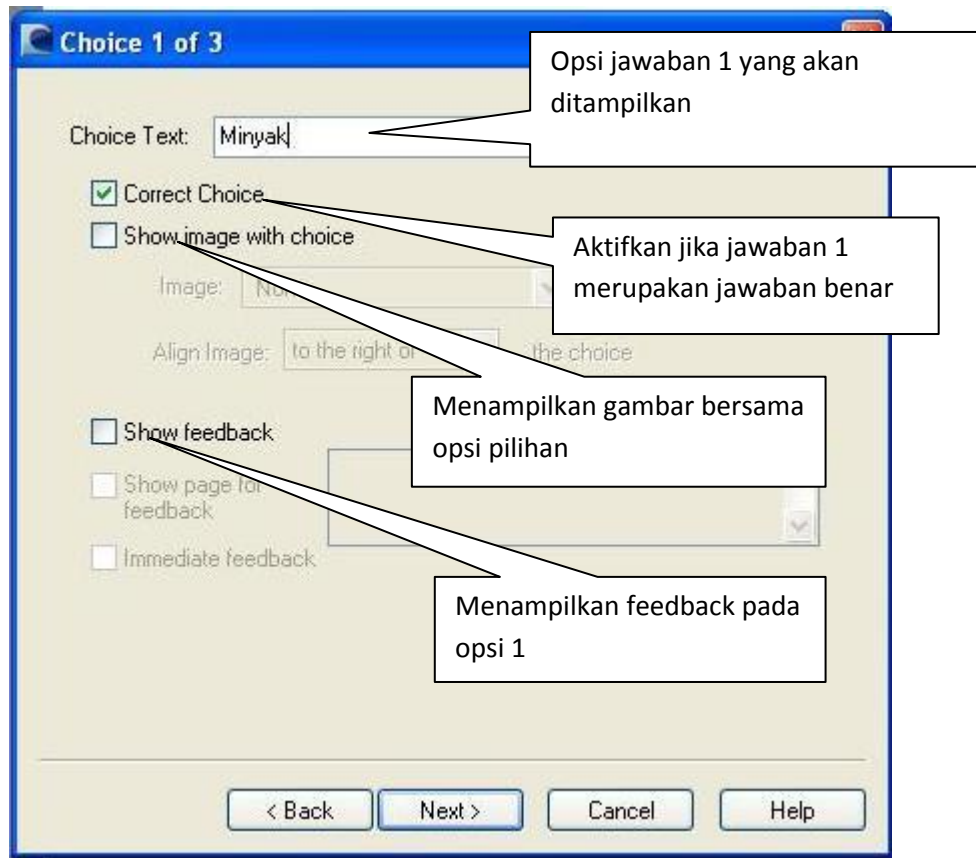 Choice 1 of 3
Opsi jawaban 1 yang akan
ditampilkan
Choice Text: Minyak
Correct Choice
Show image with choice
Aktifkan jika jawaban 1
merupakan jawaban benar
Image:
Align Image: to the right of the choice
Menampilkan gambar bersama
opsi pilihan
Show feedback
Show page for
feedback
Immediate feedback
Menampilkan feedback pada
opsi 1
< Back Next > Cancel Help